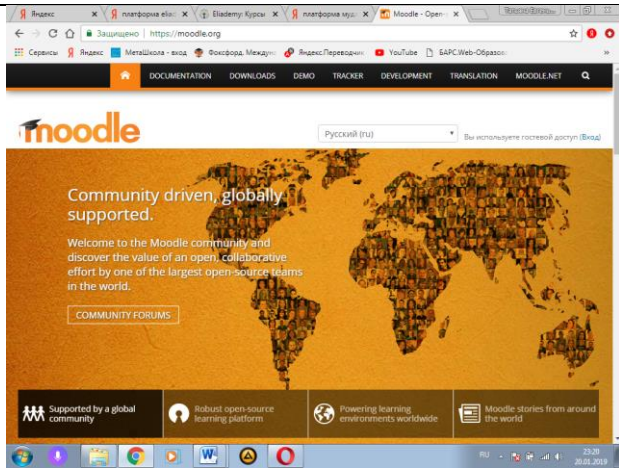 Яндекс
платформа eliad
Eliademy: Курсы
платформа муд
Moodle - Open-
Защищено
https://moodle.org
Сервисы
Яндекс
МетаШкола - вход
Фоксфорд. Междун
Яндекс.Переводчик
YouTube
БАРС.Web-Образов
DOCUMENTATION
DOWNLOADS
DEMO
TRACKER
DEVELOPMENT
TRANSLATION
MOODLE.NET
moodle
Русский (ru)
Вы используете гостевой доступ (Вход)
Community driven, globally
supported.
Welcome to the Moodle community and
discover the value of an open, collaborative
effort by one of the largest open-source teams
in the world.
COMMUNITY FORUMS
Supported by a global
community
Robust open-source
learning platform
Powering learning
environments worldwide
Moodle stories from around
the world
RU
23:20
20.01.2019